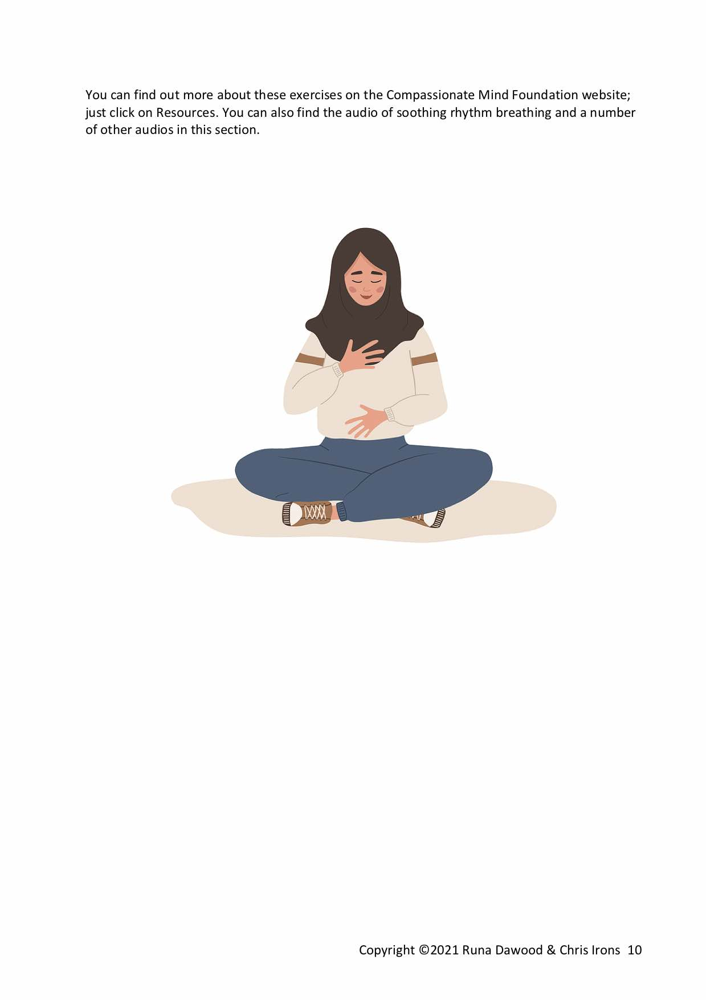 You can find out more about these exercises on the Compassionate Mind Foundation website;
just click on Resources. You can also find the audio of soothing rhythm breathing and a number
of other audios in this section.
Copyright ©2021 Runa Dawood & Chris Irons 10